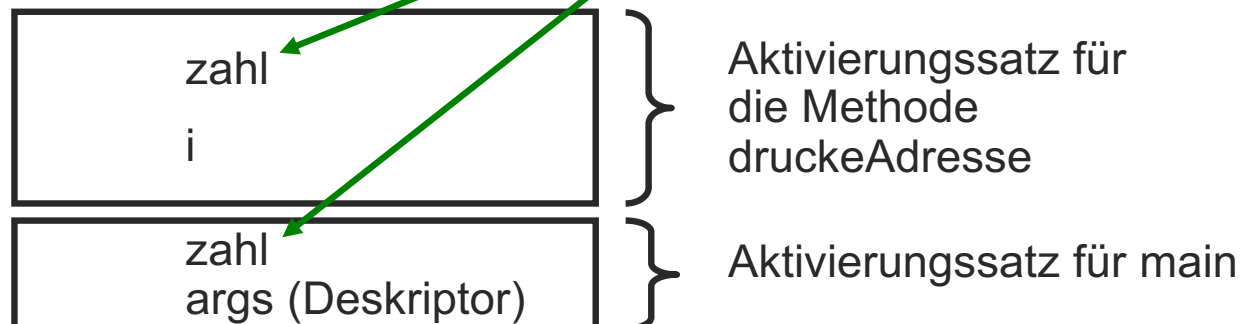 zahl
i
Aktivierungssatz für
die Methode
druckeAdresse
zahl
args (Deskriptor)
Aktivierungssatz für main